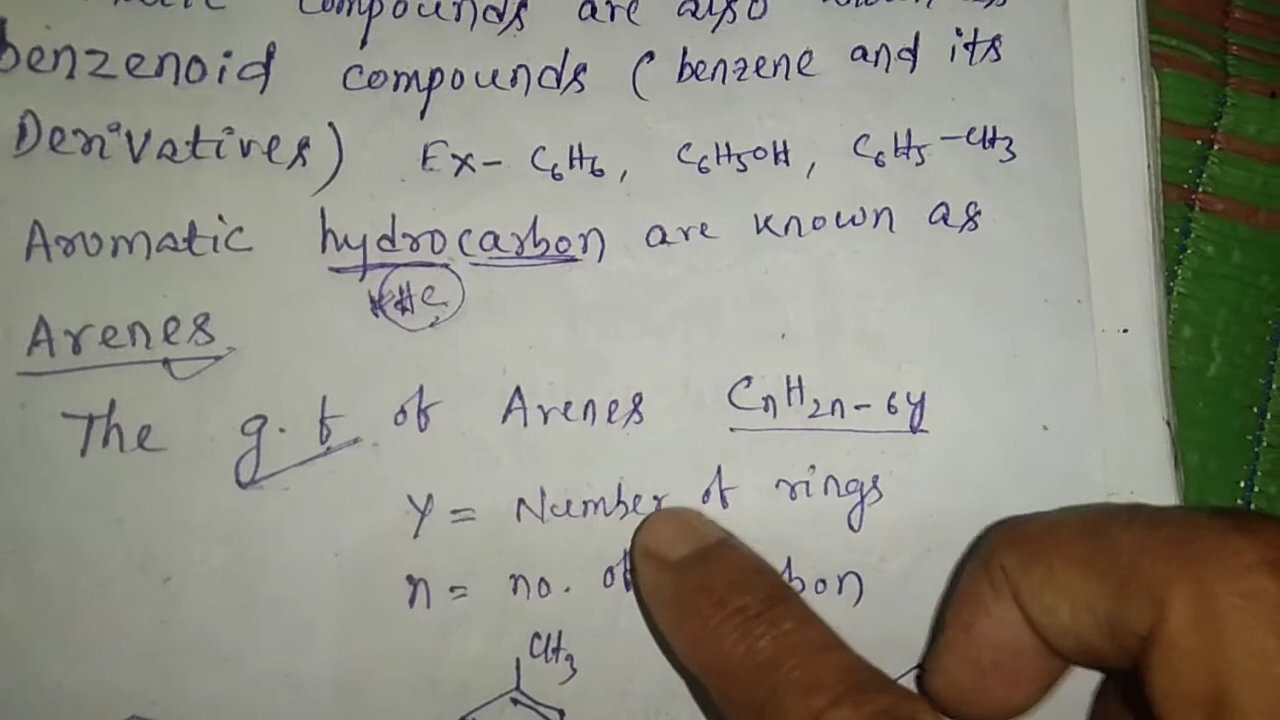 compounds are also
benzenoid compounds ( benzene and its
Derivatives) Ex- C6H6, C6H5OH, C6H5-CH3
Aromatic hydrocarbon are known as
HC
Arenes
The g.f of Arenes CnH2n-6y
y = Number of rings
n = no. of
CH3